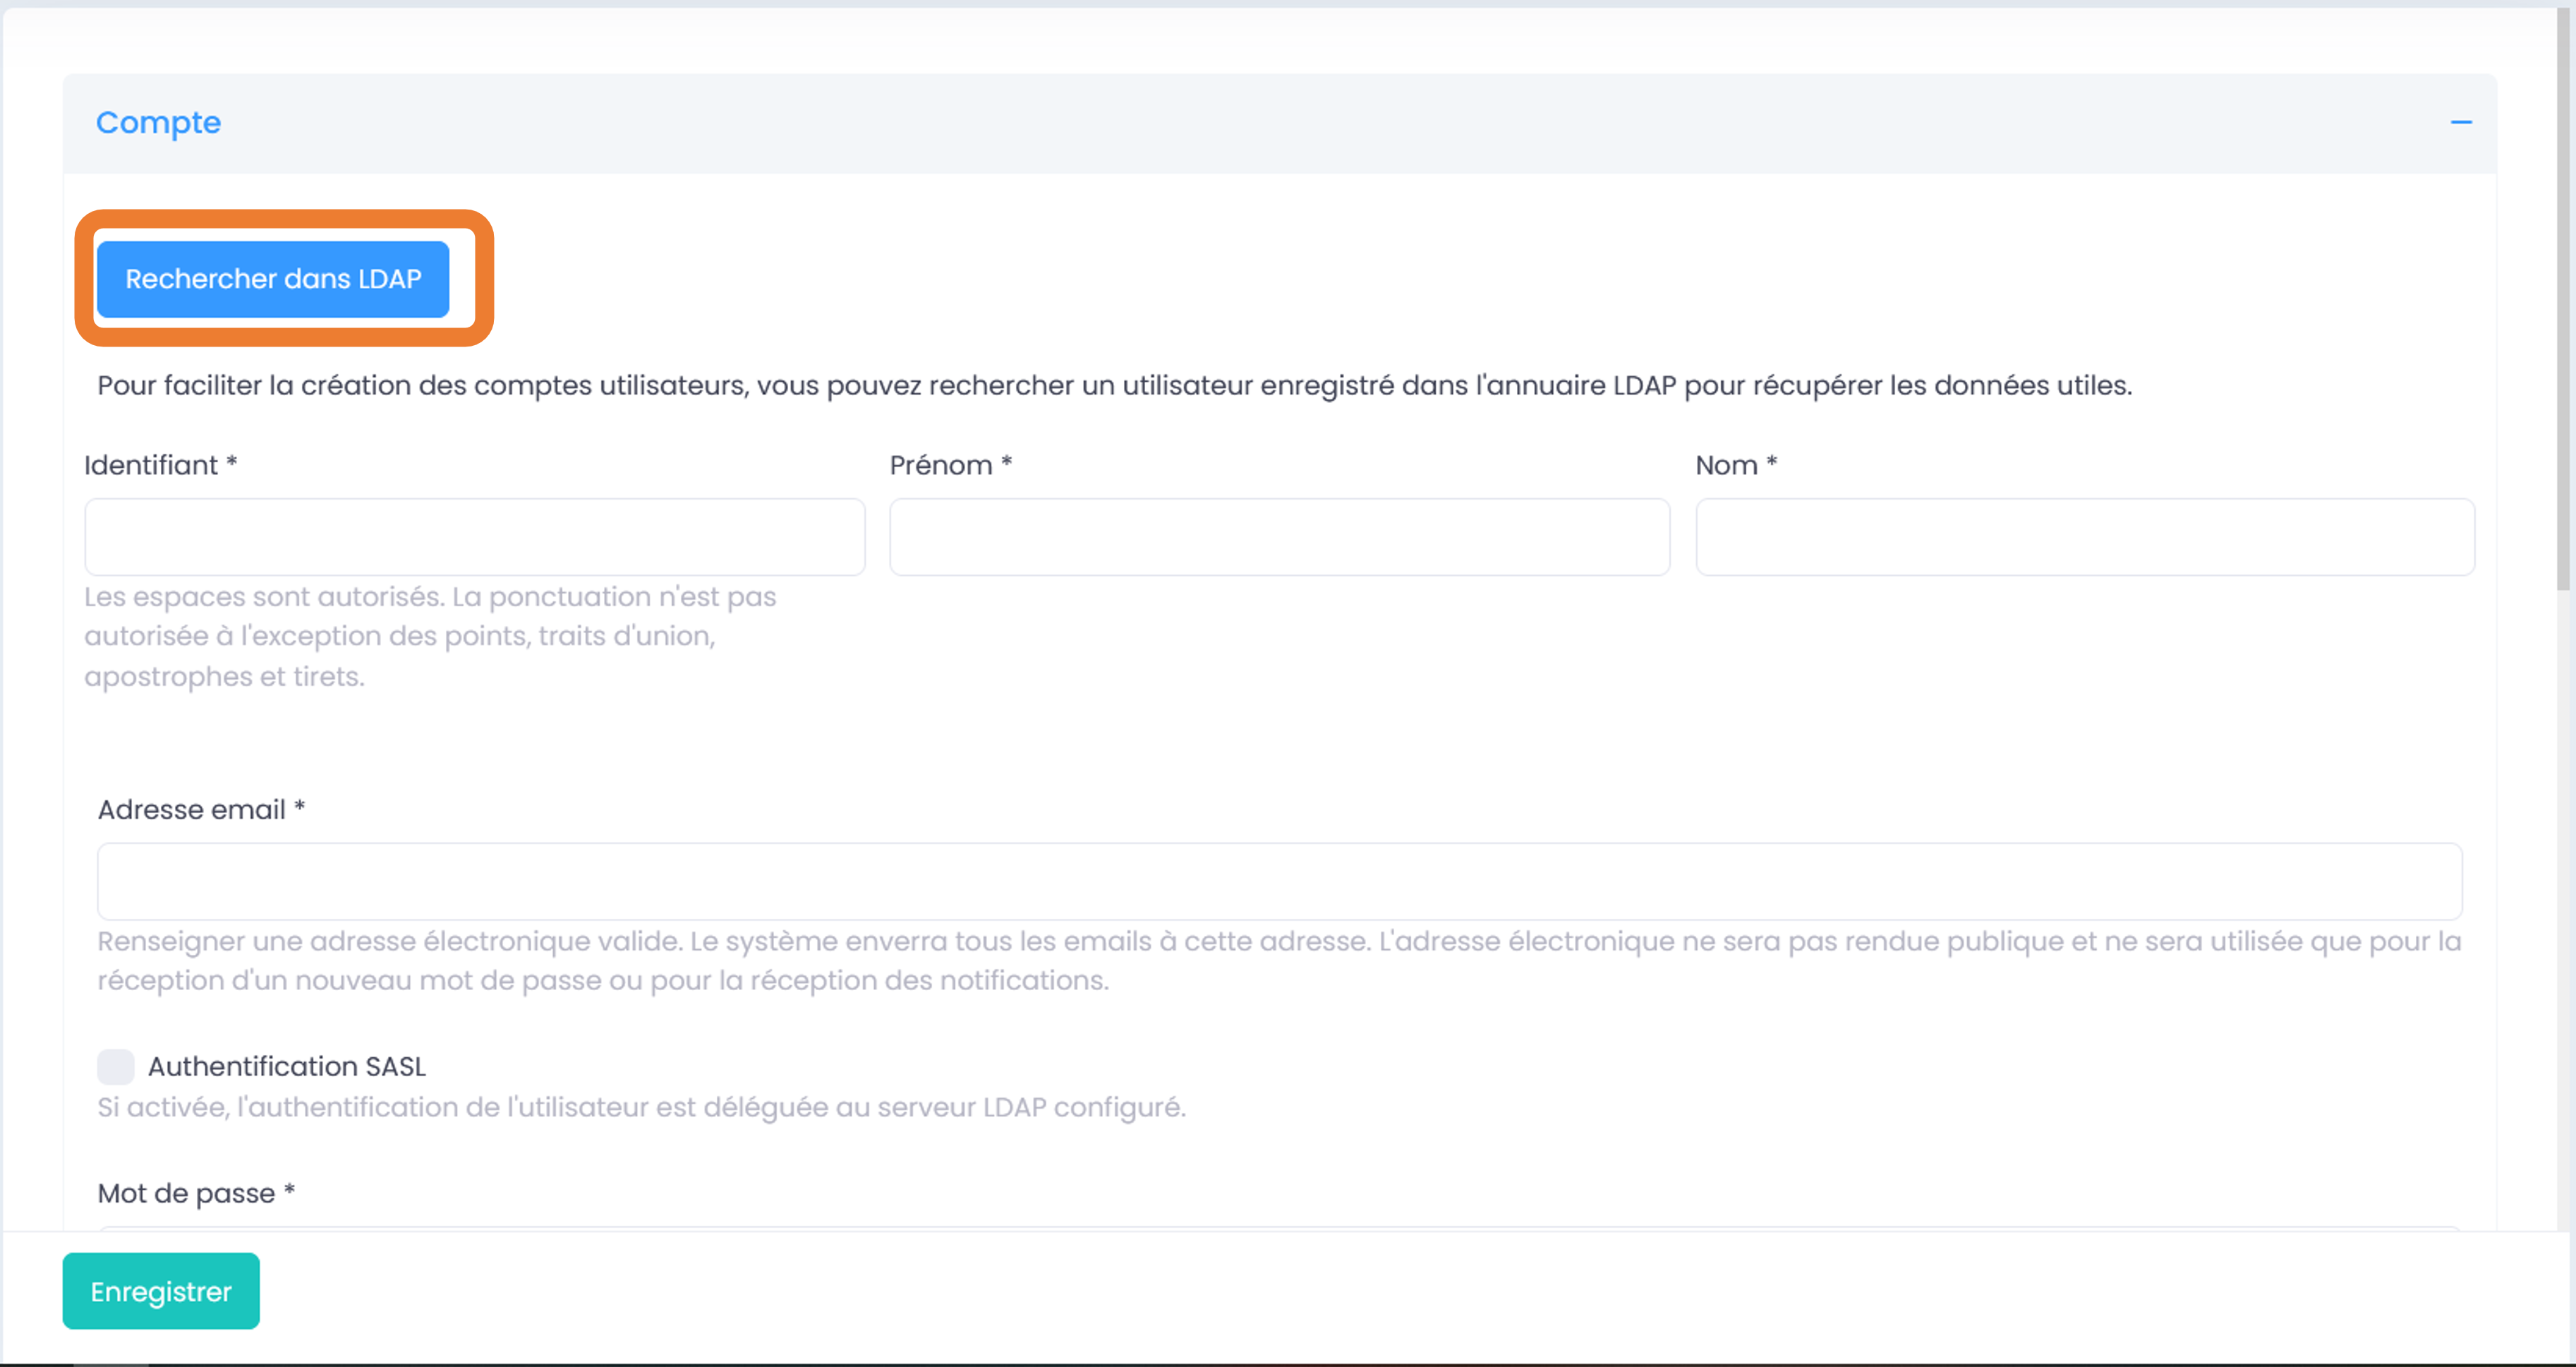 Compte
Rechercher dans LDAP
Pour faciliter la création des comptes utilisateurs, vous pouvez rechercher un utilisateur enregistré dans l'annuaire LDAP pour récupérer les données utiles.
Identifiant * Prénom * Nom *
Les espaces sont autorisés. La ponctuation n'est pas
autorisée à l'exception des points, traits d'union,
apostrophes et tirets.
Adresse email *
Renseigner une adresse électronique valide. Le système enverra tous les emails à cette adresse. L'adresse électronique ne sera pas rendue publique et ne sera utilisée que pour la
réception d'un nouveau mot de passe ou pour la réception des notifications.
Authentification SASL
Si activée, l'authentification de l'utilisateur est déléguée au serveur LDAP configuré.
Mot de passe *
Enregistrer